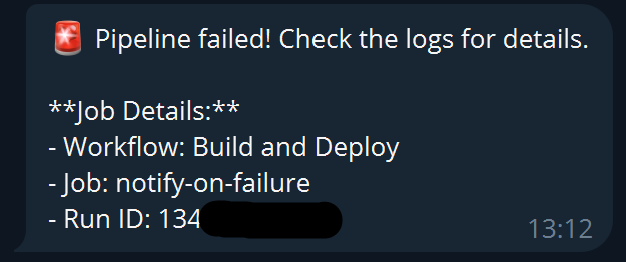 🚨 Pipeline failed! Check the logs for details.
**Job Details:**
- Workflow: Build and Deploy
- Job: notify-on-failure
- Run ID: 134
13:12